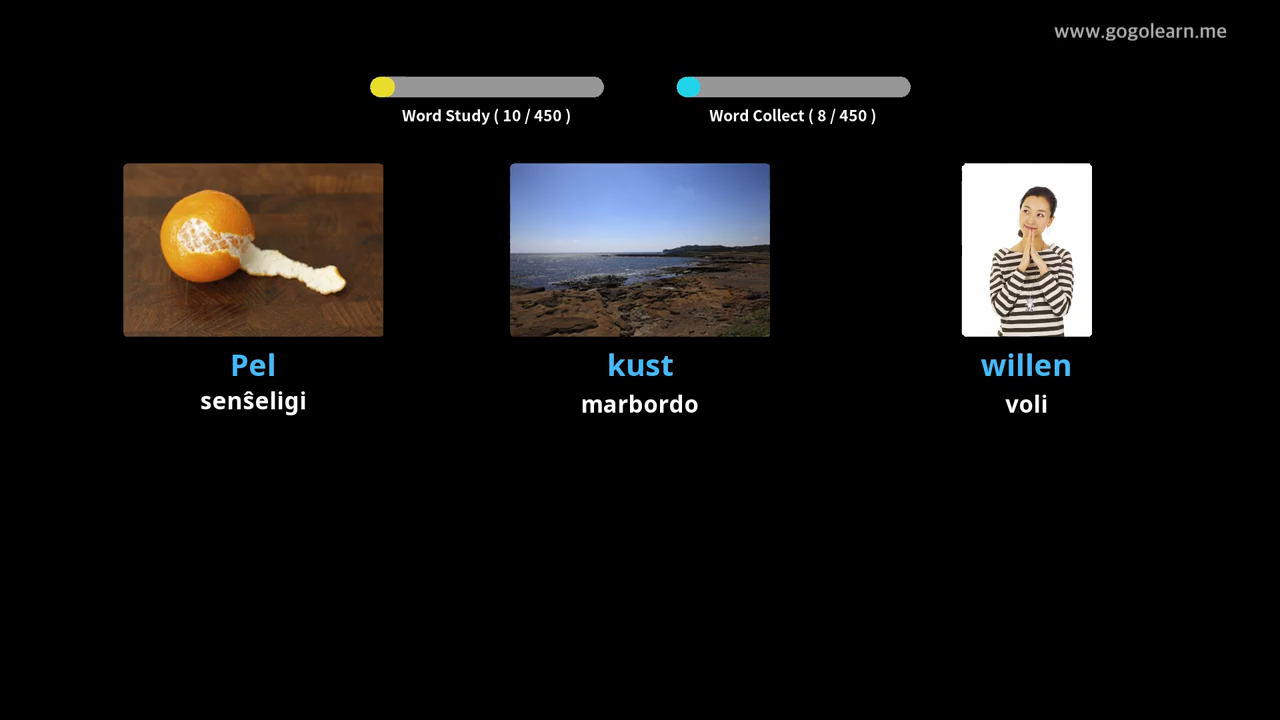 www.gogolearn.me
Word Study ( 10 / 450 )
Word Collect ( 8 / 450 )
Pel
kust
willen
senŝeligi
marbordo
voli